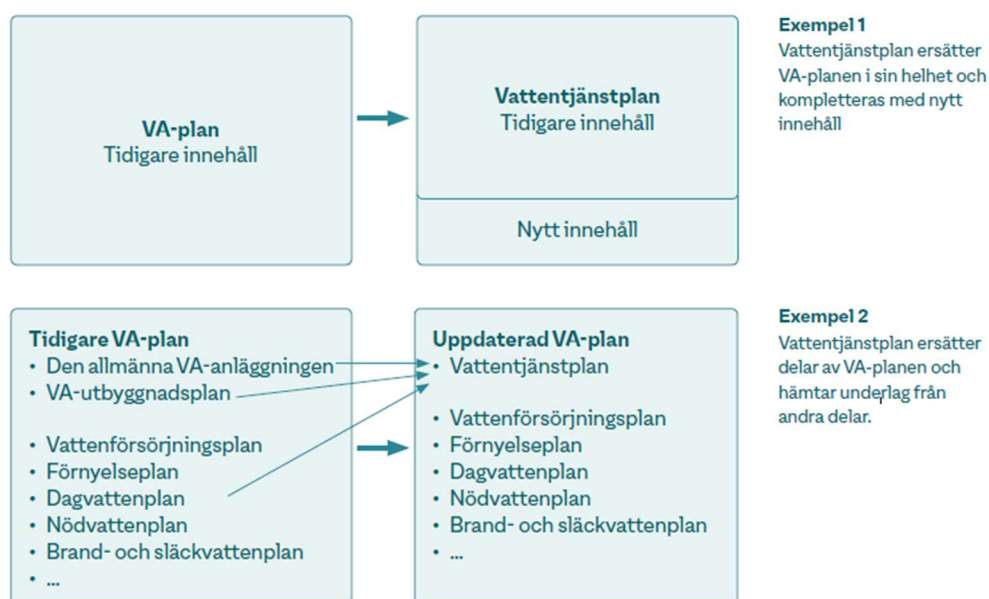 VA-plan
Tidigare innehåll
Vattentjänstplan
Tidigare innehåll
Nytt innehåll
Exempel 1
Vattentjänstplan ersätter
VA-planen i sin helhet och
kompletteras med nytt
innehåll
Tidigare VA-plan
• Den allmänna VA-anläggningen
• VA-utbyggnadsplan
• Vattenförsörjningsplan
• Förnyelseplan
• Dagvattenplan
• Nödvattenplan
• Brand- och släckvattenplan
• ...
Uppdaterad VA-plan
• Vattentjänstplan
• Vattenförsörjningsplan
• Förnyelseplan
• Dagvattenplan
• Nödvattenplan
• Brand- och släckvattenplan
• ...
Exempel 2
Vattentjänstplan ersätter
delar av VA-planen och
hämtar underlag från
andra delar.